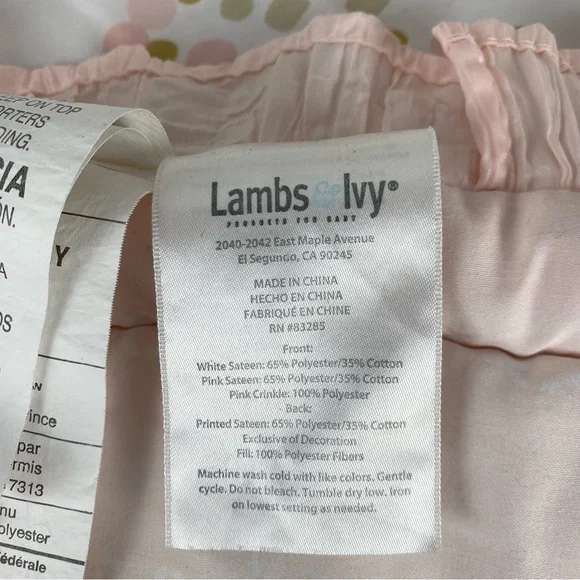 EEP ON TOP
RTERS
DING.
CIA
ÓN.
Y
A
OS
ince
par
rmis
7313
nu
olyester
édérale
Lambs & Ivy®
PRODUCTS FOR BABY
2040-2042 East Maple Avenue
El Segundo, CA 90245
MADE IN CHINA
HECHO EN CHINA
FABRIQUÉ EN CHINE
RN #83285
Front:
White Sateen: 65% Polyester/35% Cotton
Pink Sateen: 65% Polyester/35% Cotton
Pink Crinkle: 100% Polyester
Back:
Printed Sateen: 65% Polyester/35% Cotton
Exclusive of Decoration
Fill: 100% Polyester Fibers
Machine wash cold with like colors. Gentle
cycle. Do not bleach. Tumble dry low. Iron
on lowest setting as needed.